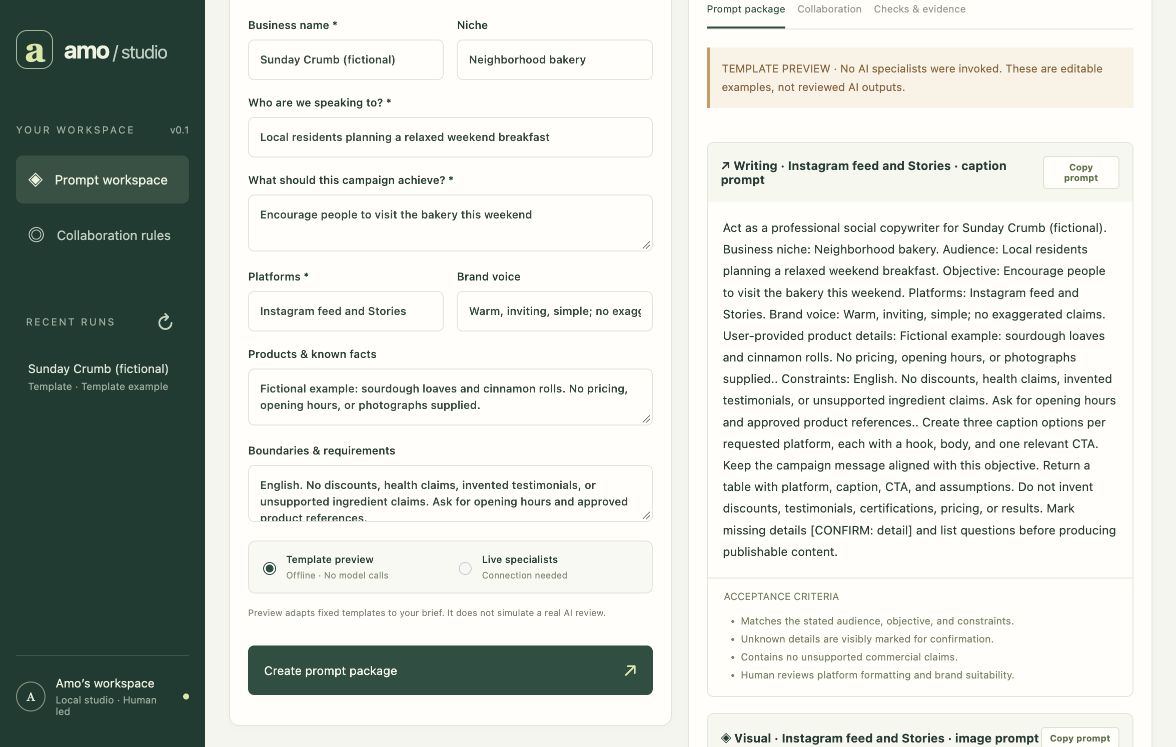 a amo / studio
YOUR WORKSPACE v0.1
Prompt workspace
Collaboration rules
RECENT RUNS
Sunday Crumb (fictional)
Template · Template example
A
Amo’s workspace
Local studio · Human
led
Business name * Niche
Sunday Crumb (fictional) Neighborhood bakery
Who are we speaking to? *
Local residents planning a relaxed weekend breakfast
What should this campaign achieve? *
Encourage people to visit the bakery this weekend
Platforms * Brand voice
Instagram feed and Stories Warm, inviting, simple; no exagg
Products & known facts
Fictional example: sourdough loaves and cinnamon rolls. No pricing,
opening hours, or photographs supplied.
Boundaries & requirements
English. No discounts, health claims, invented testimonials, or
unsupported ingredient claims. Ask for opening hours and approved
product references.
Template preview Live specialists
Offline · No model calls Connection needed
Preview adapts fixed templates to your brief. It does not simulate a real AI review.
Create prompt package
Prompt package Collaboration Checks & evidence
TEMPLATE PREVIEW · No AI specialists were invoked. These are editable
examples, not reviewed AI outputs.
↗ Writing · Instagram feed and Stories · caption
prompt
Copy
prompt
Act as a professional social copywriter for Sunday Crumb (fictional).
Business niche: Neighborhood bakery. Audience: Local residents
planning a relaxed weekend breakfast. Objective: Encourage people
to visit the bakery this weekend. Platforms: Instagram feed and
Stories. Brand voice: Warm, inviting, simple; no exaggerated claims.
User-provided product details: Fictional example: sourdough loaves
and cinnamon rolls. No pricing, opening hours, or photographs
supplied.. Constraints: English. No discounts, health claims, invented
testimonials, or unsupported ingredient claims. Ask for opening hours
and approved product references.. Create three caption options per
requested platform, each with a hook, body, and one relevant CTA.
Keep the campaign message aligned with this objective. Return a
table with platform, caption, CTA, and assumptions. Do not invent
discounts, testimonials, certifications, pricing, or results. Mark
missing details [CONFIRM: detail] and list questions before producing
publishable content.
ACCEPTANCE CRITERIA
• Matches the stated audience, objective, and constraints.
• Unknown details are visibly marked for confirmation.
• Contains no unsupported commercial claims.
• Human reviews platform formatting and brand suitability.
◈ Visual · Instagram feed and Stories · image prompt Copy prompt